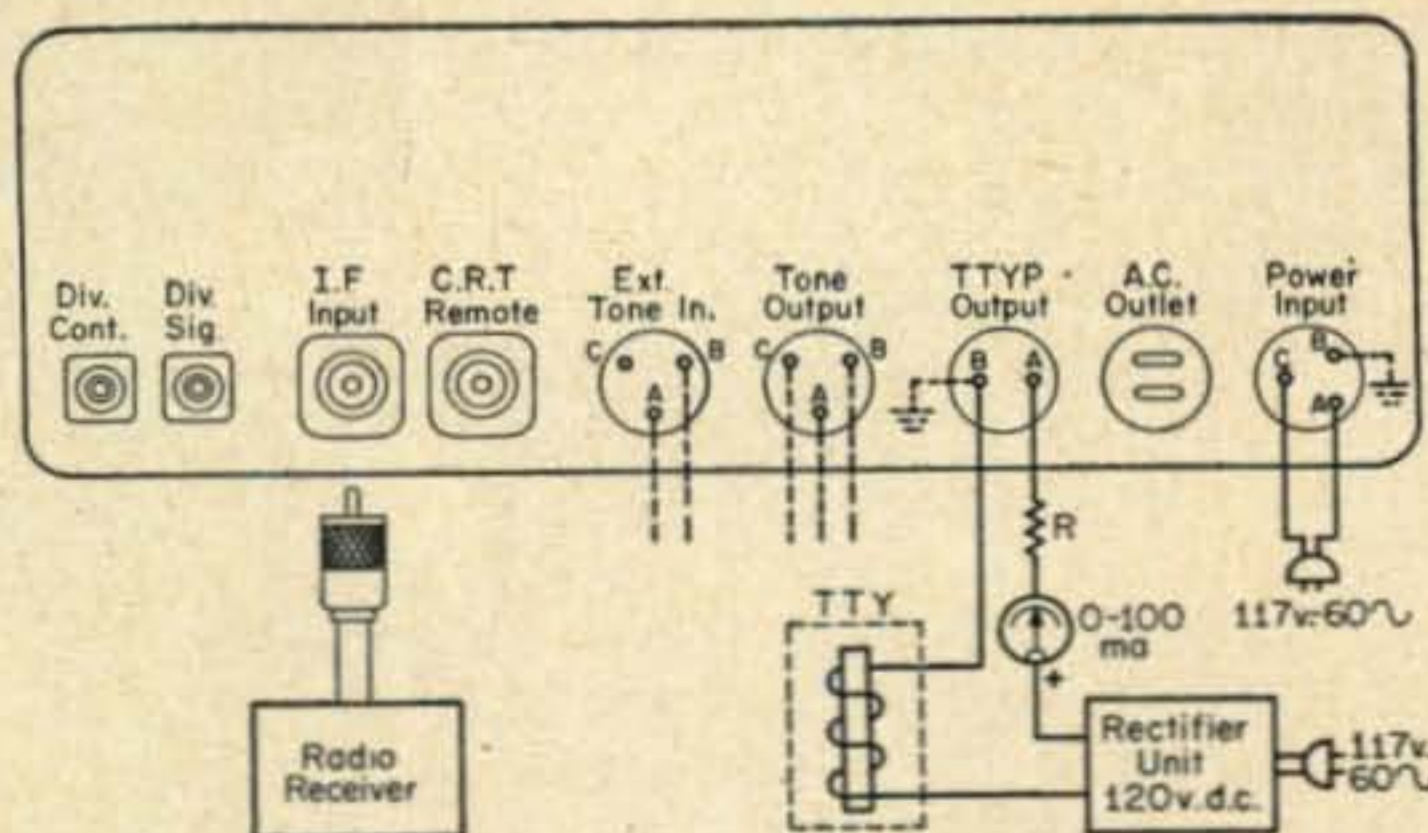 Div.
Cont.
Div.
Sig.
I.F
Input
C.R.T
Remote
Ext.
Tone In.
Tone
Output
TTYP
Output
A.C.
Outlet
Power
Input
C
B
A
C
B
A
B
A
C
B
A
R
TTY
0-100
ma
+
117v.-60~
Radio
Receiver
Rectifier
Unit
120v.d.c.
117v.
60~